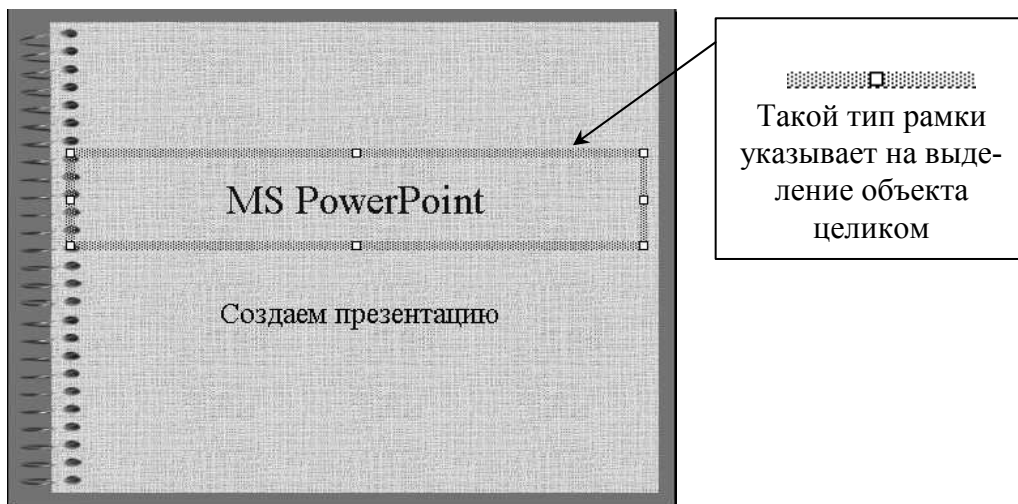 MS PowerPoint
Создаем презентацию
Такой тип рамки
указывает на выде-
ление объекта
целиком